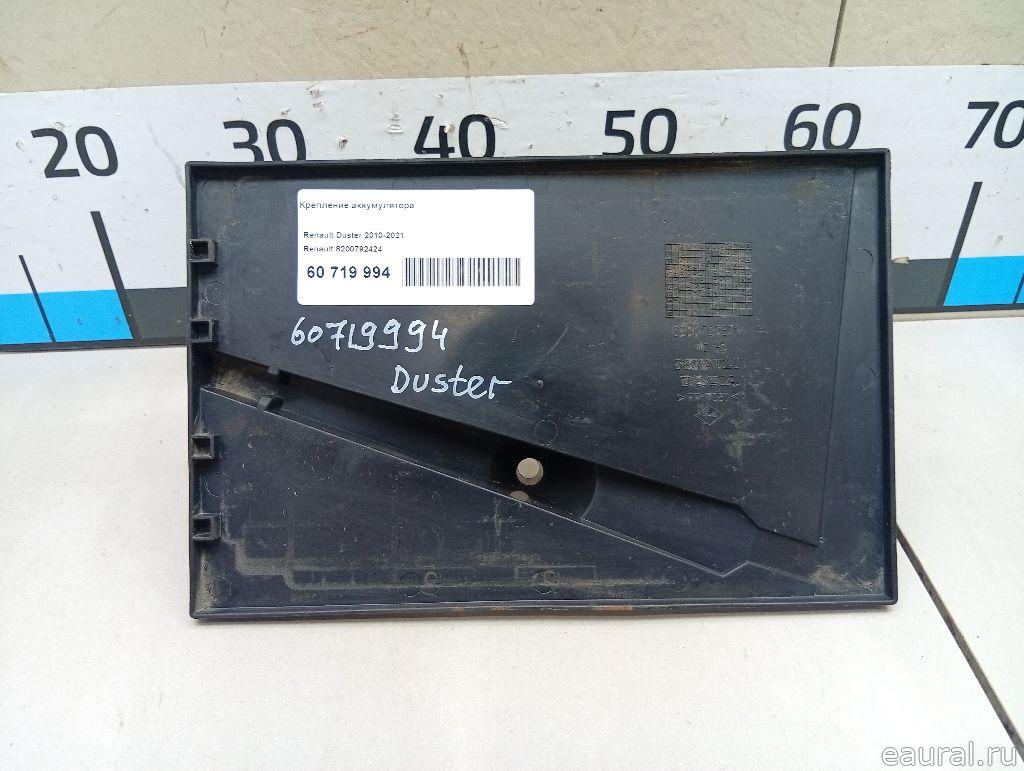 20 30 40 50 60 70
Крепление аккумулятора
Renault Duster 2010-2021
Renault 8200792424
60 719 994
60719994
Duster
RENAULT
DACIA
eaural.ru